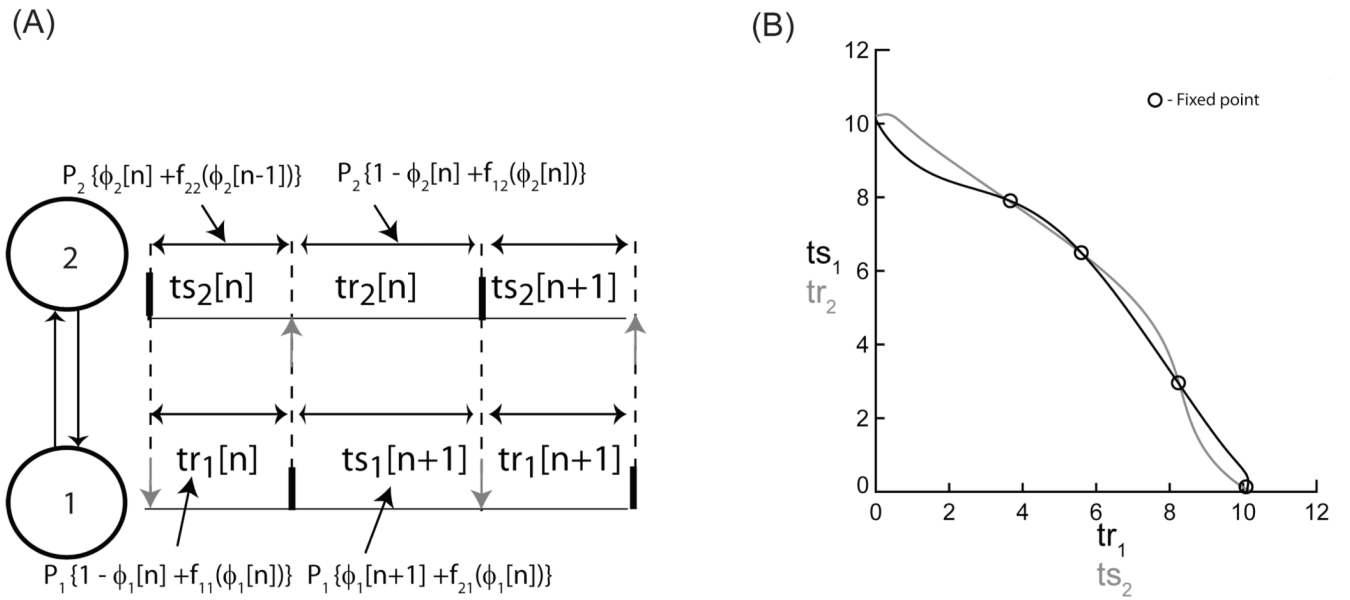 (A)
P₂ {ϕ₂[n] +f₂₂(ϕ₂[n-1])}
P₂{1 - ϕ₂[n] +f₁₂(ϕ₂[n])}
2
ts₂[n]
tr₂[n]
ts₂[n+1]
tr₁[n]
ts₁[n+1]
tr₁[n+1]
1
P₁{1 - ϕ₁[n] +f₁₁(ϕ₁[n])}
P₁{ϕ₁[n+1] +f₂₁(ϕ₁[n])}
(B)
12
10
8
6
4
2
0
ts₁
tr₂
- Fixed point
0
2
4
6
8
10
12
tr₁
ts₂